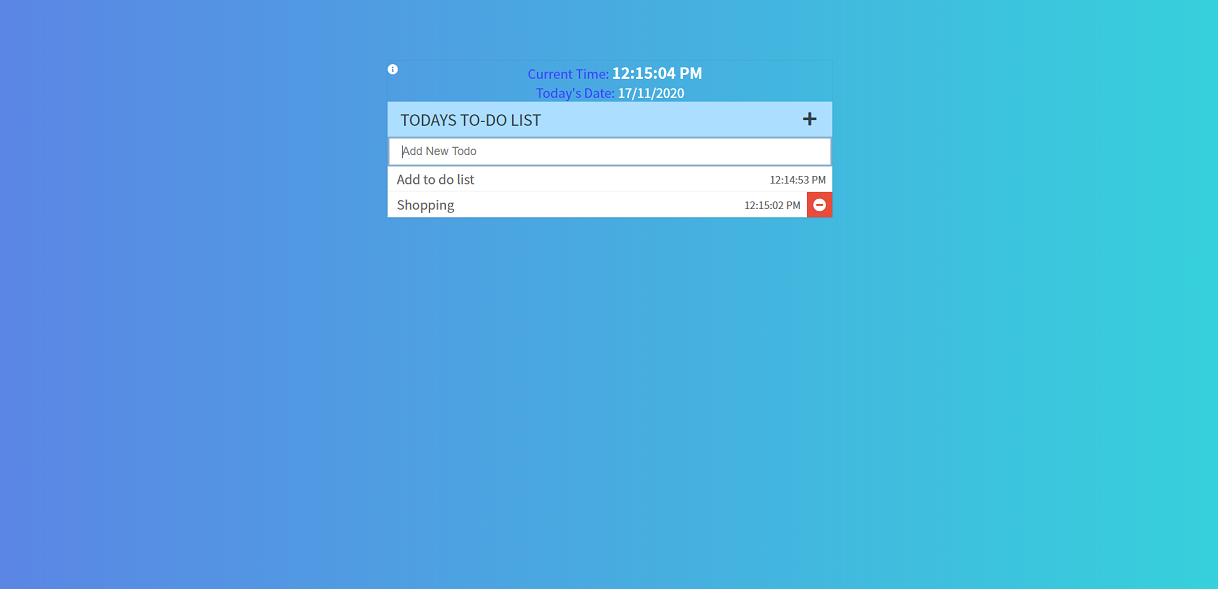 Current Time: 12:15:04 PM
Today's Date: 17/11/2020
TODAYS TO-DO LIST
Add New Todo
Add to do list 12:14:53 PM
Shopping 12:15:02 PM